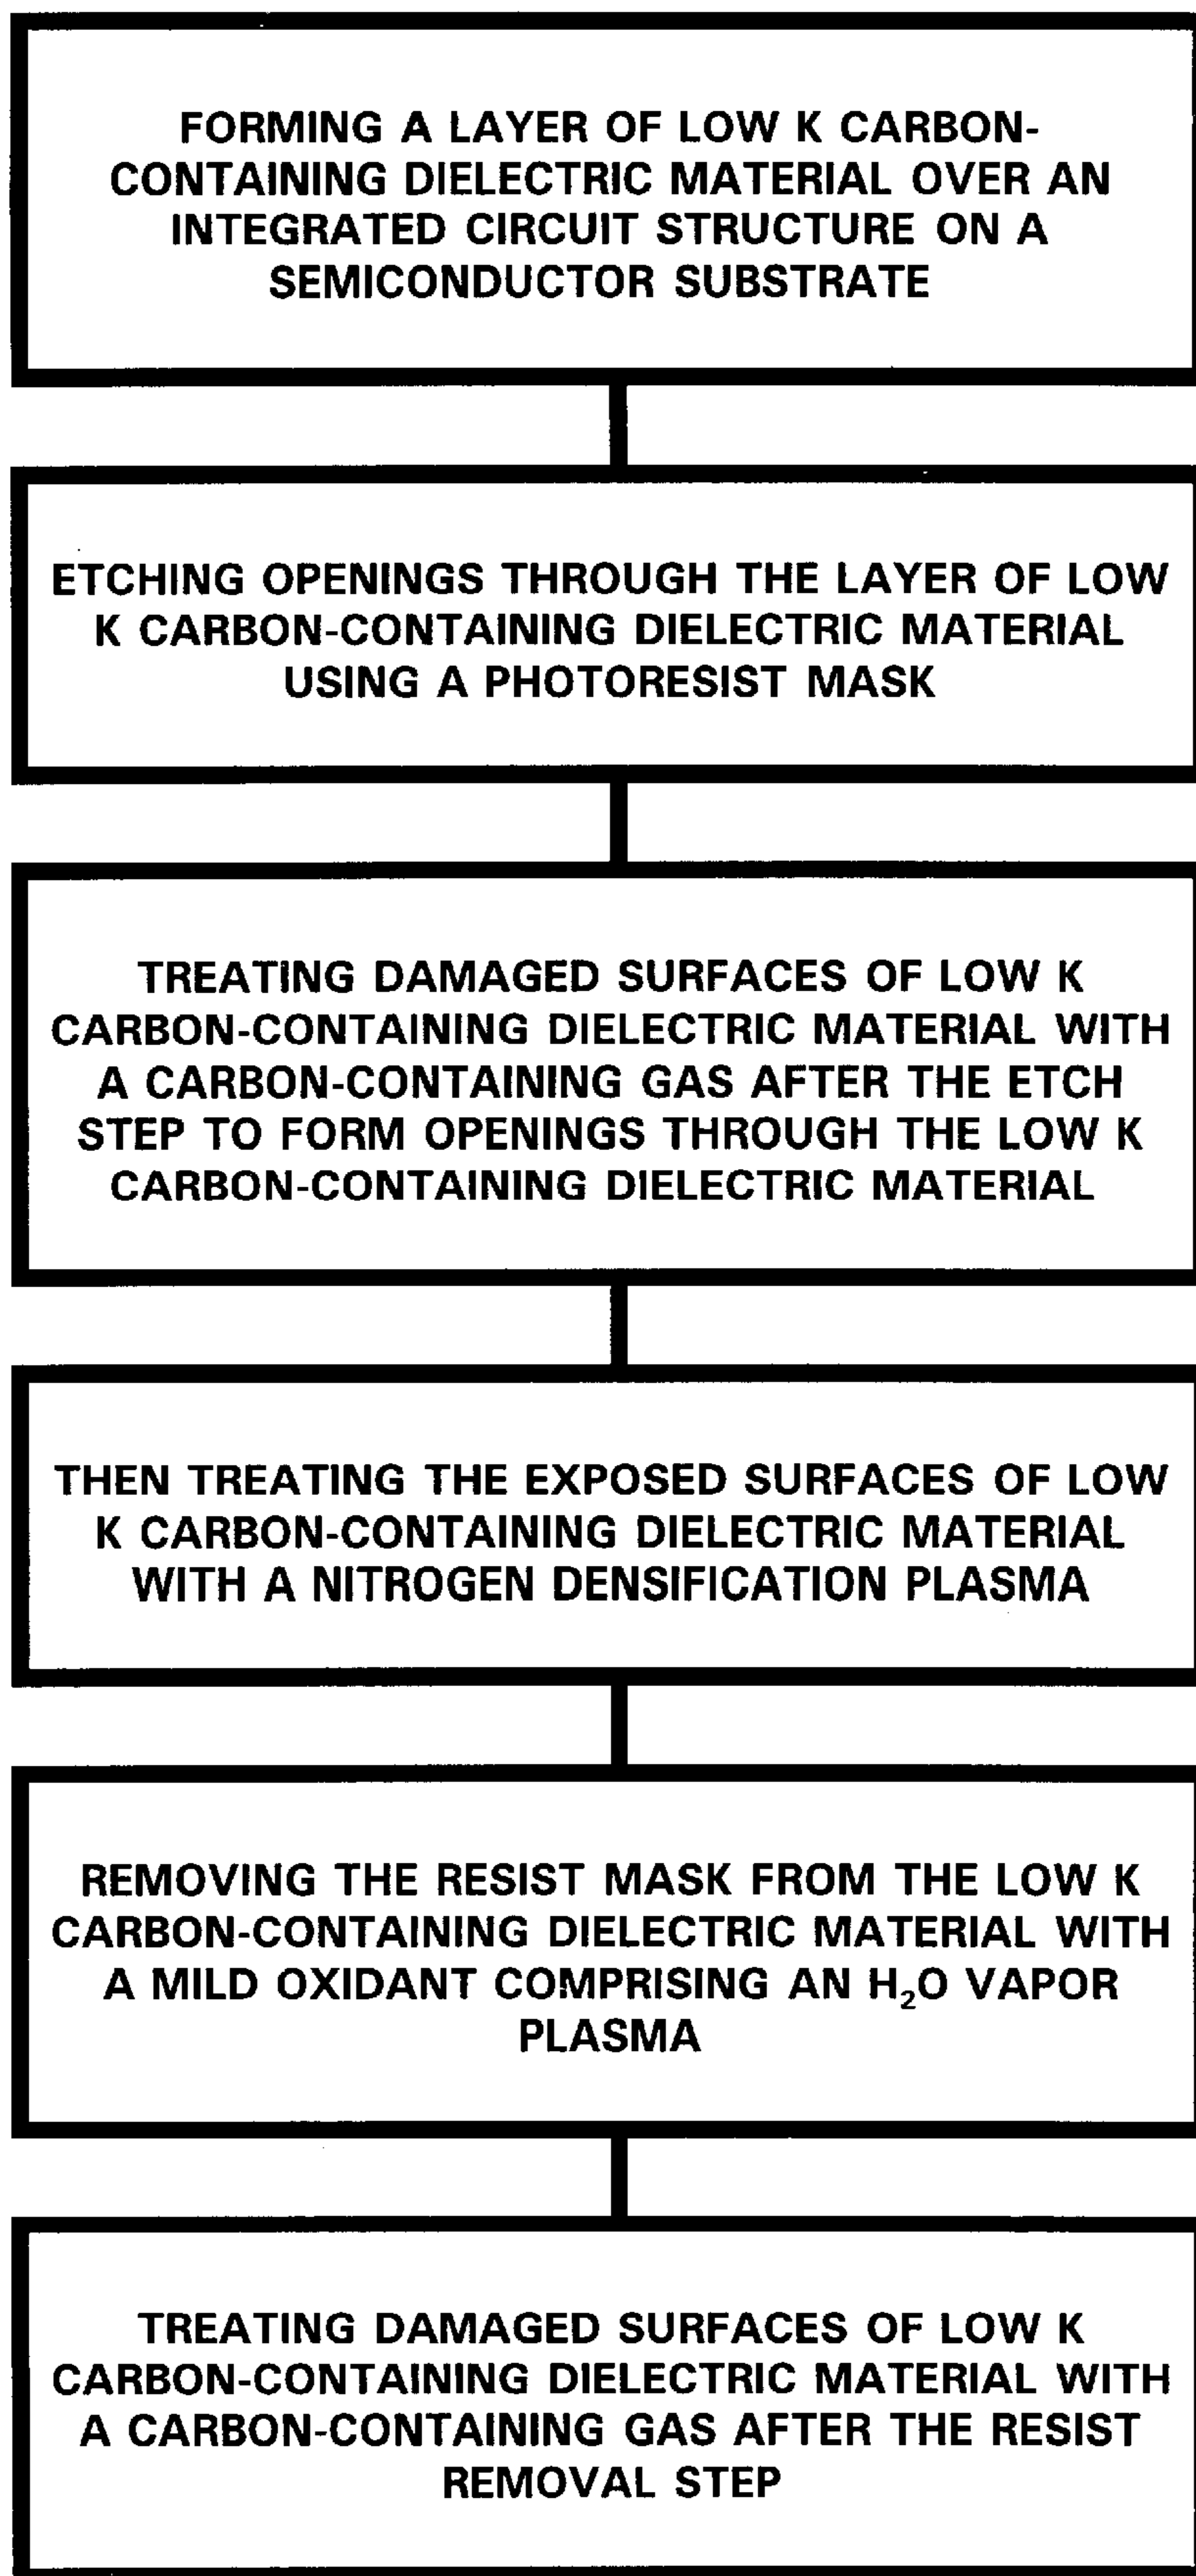 FORMING A LAYER OF LOW K CARBON-
CONTAINING DIELECTRIC MATERIAL OVER AN
INTEGRATED CIRCUIT STRUCTURE ON A
SEMICONDUCTOR SUBSTRATE
ETCHING OPENINGS THROUGH THE LAYER OF LOW
K CARBON-CONTAINING DIELECTRIC MATERIAL
USING A PHOTORESIST MASK
TREATING DAMAGED SURFACES OF LOW K
CARBON-CONTAINING DIELECTRIC MATERIAL WITH
A CARBON-CONTAINING GAS AFTER THE ETCH
STEP TO FORM OPENINGS THROUGH THE LOW K
CARBON-CONTAINING DIELECTRIC MATERIAL
THEN TREATING THE EXPOSED SURFACES OF LOW
K CARBON-CONTAINING DIELECTRIC MATERIAL
WITH A NITROGEN DENSIFICATION PLASMA
REMOVING THE RESIST MASK FROM THE LOW K
CARBON-CONTAINING DIELECTRIC MATERIAL WITH
A MILD OXIDANT COMPRISING AN H₂O VAPOR
PLASMA
TREATING DAMAGED SURFACES OF LOW K
CARBON-CONTAINING DIELECTRIC MATERIAL WITH
A CARBON-CONTAINING GAS AFTER THE RESIST
REMOVAL STEP